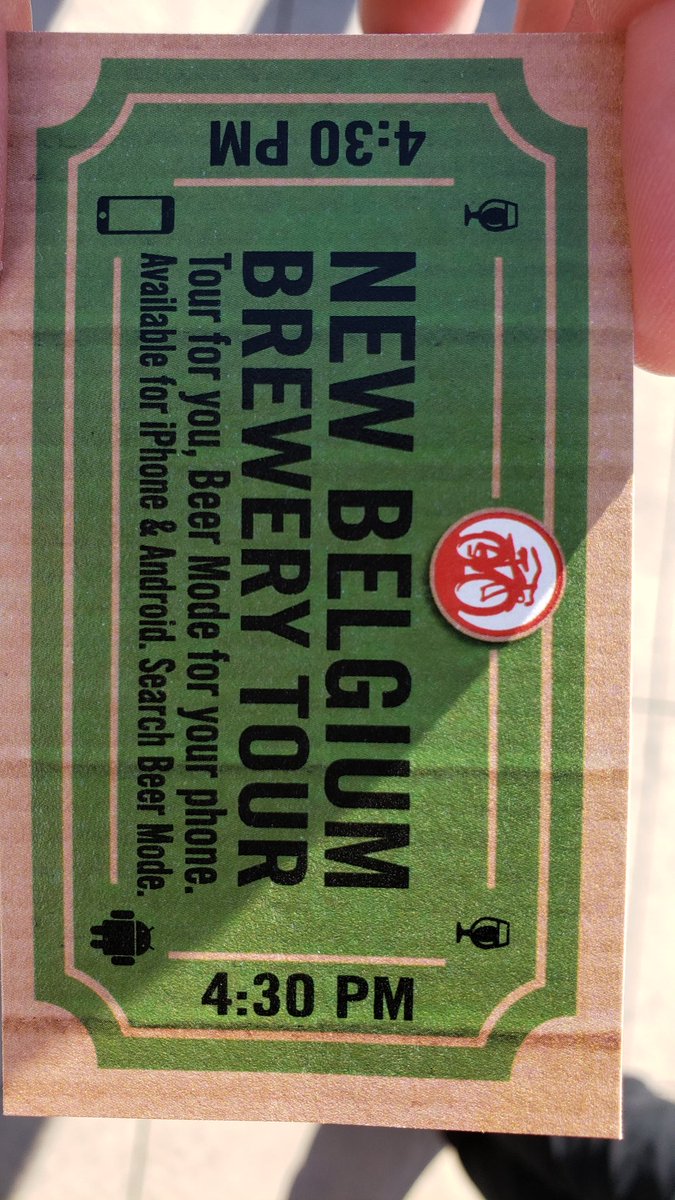 4:30 PM
NEW BELGIUM
BREWERY TOUR
Tour for you, Beer Mode for your phone.
Available for iPhone & Android. Search Beer Mode.
4:30 PM